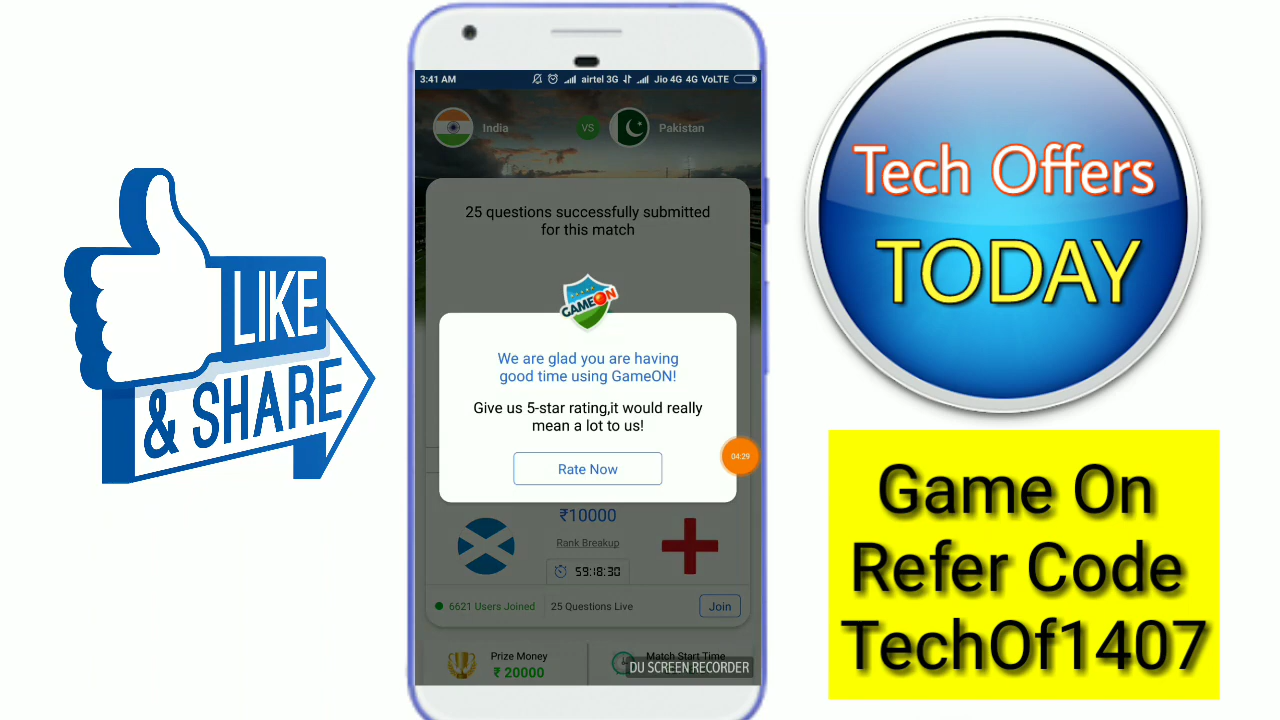 LIKE
& SHARE
3:41 AM
airtel 3G
Jio 4G 4G VoLTE
India
VS
Pakistan
25 questions successfully submitted
for this match
GAMEON
We are glad you are having
good time using GameON!
Give us 5-star rating,it would really
mean a lot to us!
04:29
Rate Now
₹10000
Rank Breakup
59:18:30
6621 Users Joined
25 Questions Live
Join
Prize Money
₹ 20000
Match Start Time
DU SCREEN RECORDER
Tech Offers
TODAY
Game On
Refer Code
TechOf1407